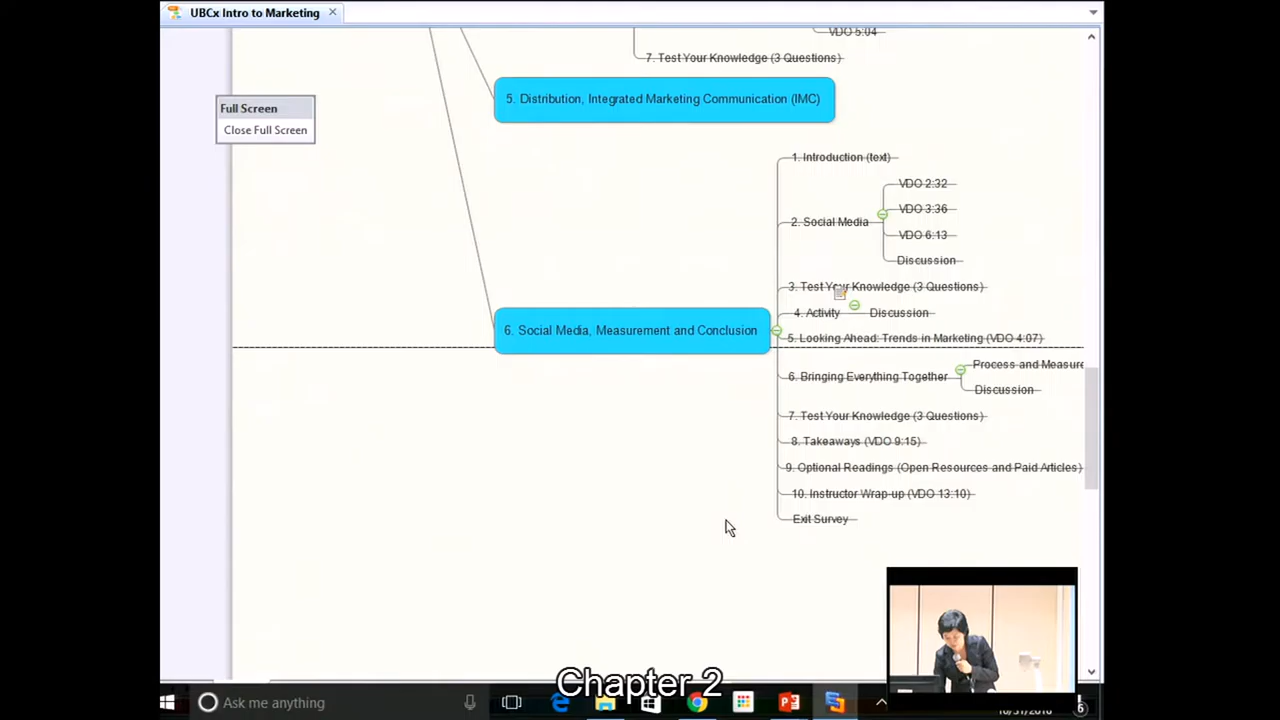 UBCx Intro to Marketing
VDO 5:04
7. Test Your Knowledge (3 Questions)
5. Distribution, Integrated Marketing Communication (IMC)
Full Screen
Close Full Screen
1. Introduction (text)
VDO 2:32
VDO 3:36
2. Social Media
VDO 6:13
Discussion
3. Test Your Knowledge (3 Questions)
4. Activity
Discussion
6. Social Media, Measurement and Conclusion
5. Looking Ahead: Trends in Marketing (VDO 4:07)
Process and Measure
6. Bringing Everything Together
Discussion
7. Test Your Knowledge (3 Questions)
8. Takeaways (VDO 9:15)
9. Optional Readings (Open Resources and Paid Articles)
10. Instructor Wrap-up (VDO 13:10)
Exit Survey
Chapter 2
Ask me anything